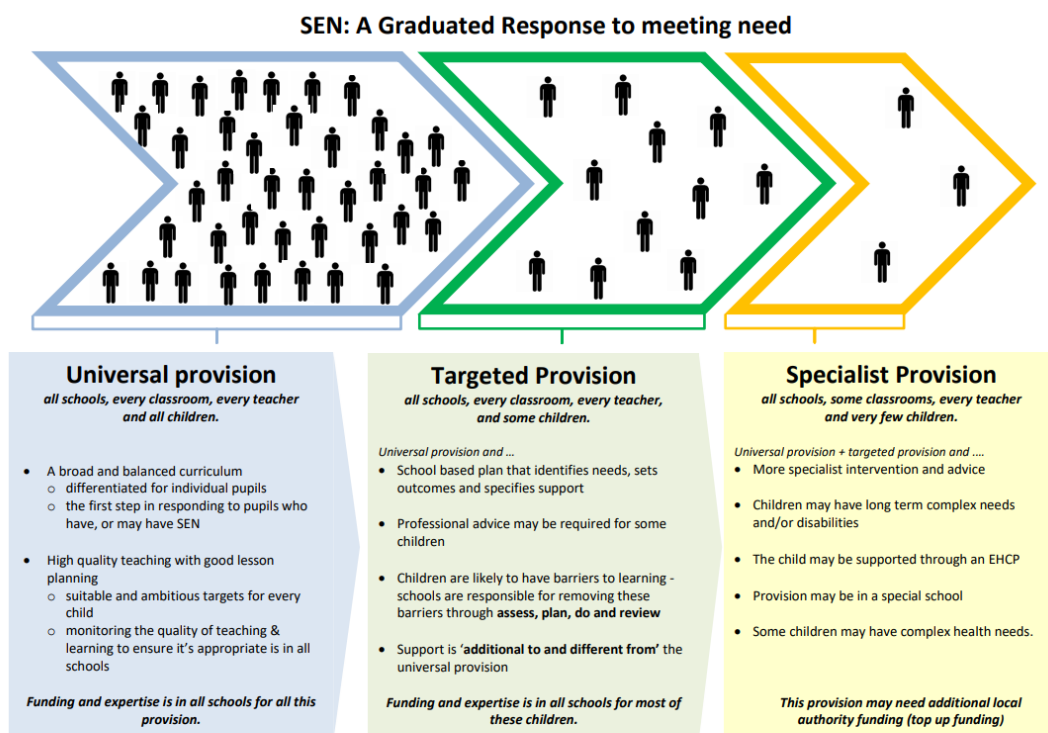 SEN: A Graduated Response to meeting need
Universal provision
all schools, every classroom, every teacher
and all children.
• A broad and balanced curriculum
o differentiated for individual pupils
o the first step in responding to pupils who
have, or may have SEN
• High quality teaching with good lesson
planning
o suitable and ambitious targets for every
child
o monitoring the quality of teaching &
learning to ensure it's appropriate is in all
schools
Funding and expertise is in all schools for all this
provision.
Targeted Provision
all schools, every classroom, every teacher,
and some children.
Universal provision and …
• School based plan that identifies needs, sets
outcomes and specifies support
• Professional advice may be required for some
children
• Children are likely to have barriers to learning -
schools are responsible for removing these
barriers through assess, plan, do and review
• Support is 'additional to and different from' the
universal provision
Funding and expertise is in all schools for most of
these children.
Specialist Provision
all schools, some classrooms, every teacher
and very few children.
Universal provision + targeted provision and ….
• More specialist intervention and advice
• Children may have long term complex needs
and/or disabilities
• The child may be supported through an EHCP
• Provision may be in a special school
• Some children may have complex health needs.
This provision may need additional local
authority funding (top up funding)